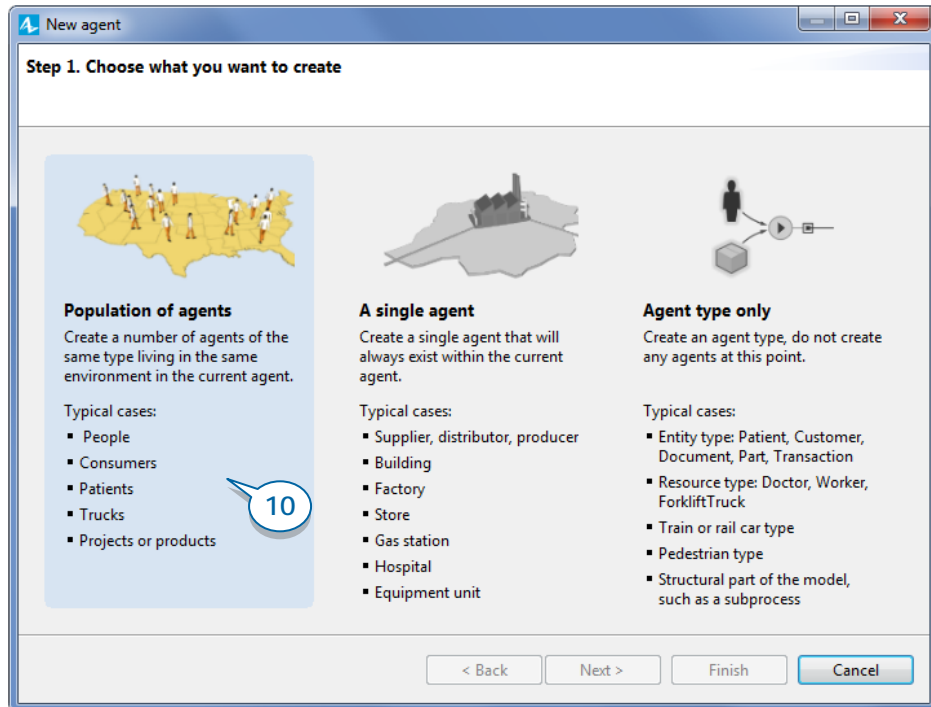 New agent
Step 1. Choose what you want to create
Population of agents
Create a number of agents of the
same type living in the same
environment in the current agent.
Typical cases:
▪ People
▪ Consumers
▪ Patients
▪ Trucks
▪ Projects or products
10
A single agent
Create a single agent that will
always exist within the current
agent.
Typical cases:
▪ Supplier, distributor, producer
▪ Building
▪ Factory
▪ Store
▪ Gas station
▪ Hospital
▪ Equipment unit
Agent type only
Create an agent type, do not create
any agents at this point.
Typical cases:
▪ Entity type: Patient, Customer,
Document, Part, Transaction
▪ Resource type: Doctor, Worker,
ForkliftTruck
▪ Train or rail car type
▪ Pedestrian type
▪ Structural part of the model,
such as a subprocess
< Back
Next >
Finish
Cancel